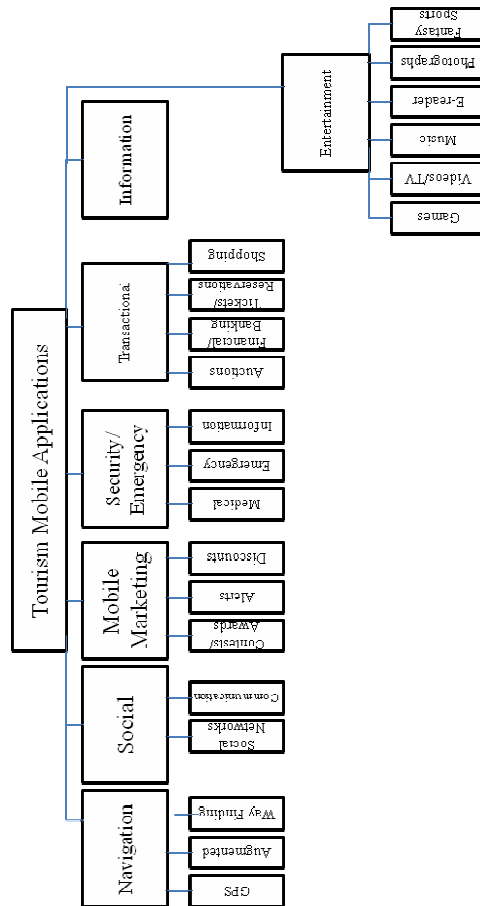 Tourism Mobile Applications
Navigation
GPS
Augmented
Way Finding
Social
Social
Networks
Communication
Mobile
Marketing
Contests/
Awards
Alerts
Discounts
Security/
Emergency
Medical
Emergency
Information
Transactional
Auctions
Financial/
Banking
Tickets/
Reservations
Shopping
Information
Entertainment
Games
Videos/TV
Music
E-reader
Photographs
Fantasy
Sports